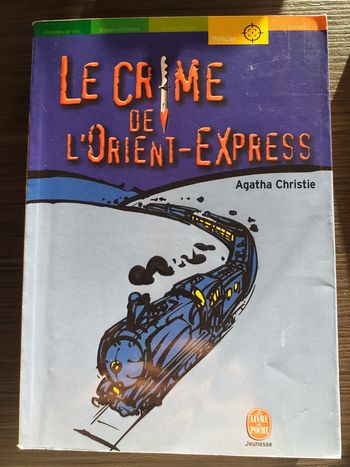 Policier
LE CRIME
DE
L'ORIENT-EXPRESS
Agatha Christie
LE
LIVRE
DE POCHE
Jeunesse